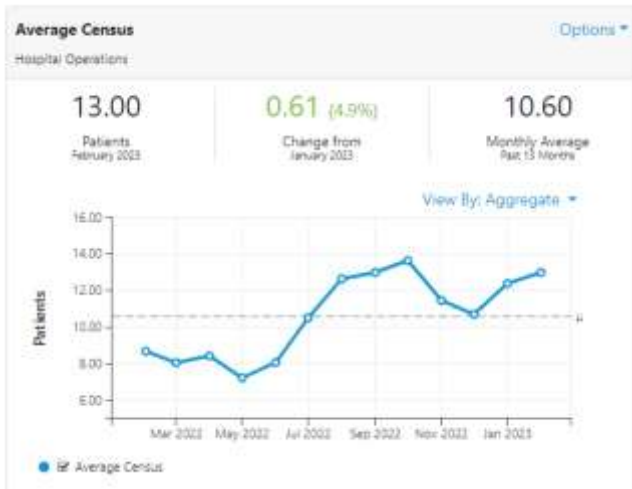 Average Census
Options
Hospital Operations
13.00
Patients
February 2023
0.61 (4.9%)
Change from
January 2023
10.60
Monthly Average
Past 13 Months
View By: Aggregate
16.00
14.00
12.00
10.00
8.00
6.00
Patients
Mar 2022 May 2022 Jul 2022 Sep 2022 Nov 2022 Jan 2023
Average Census